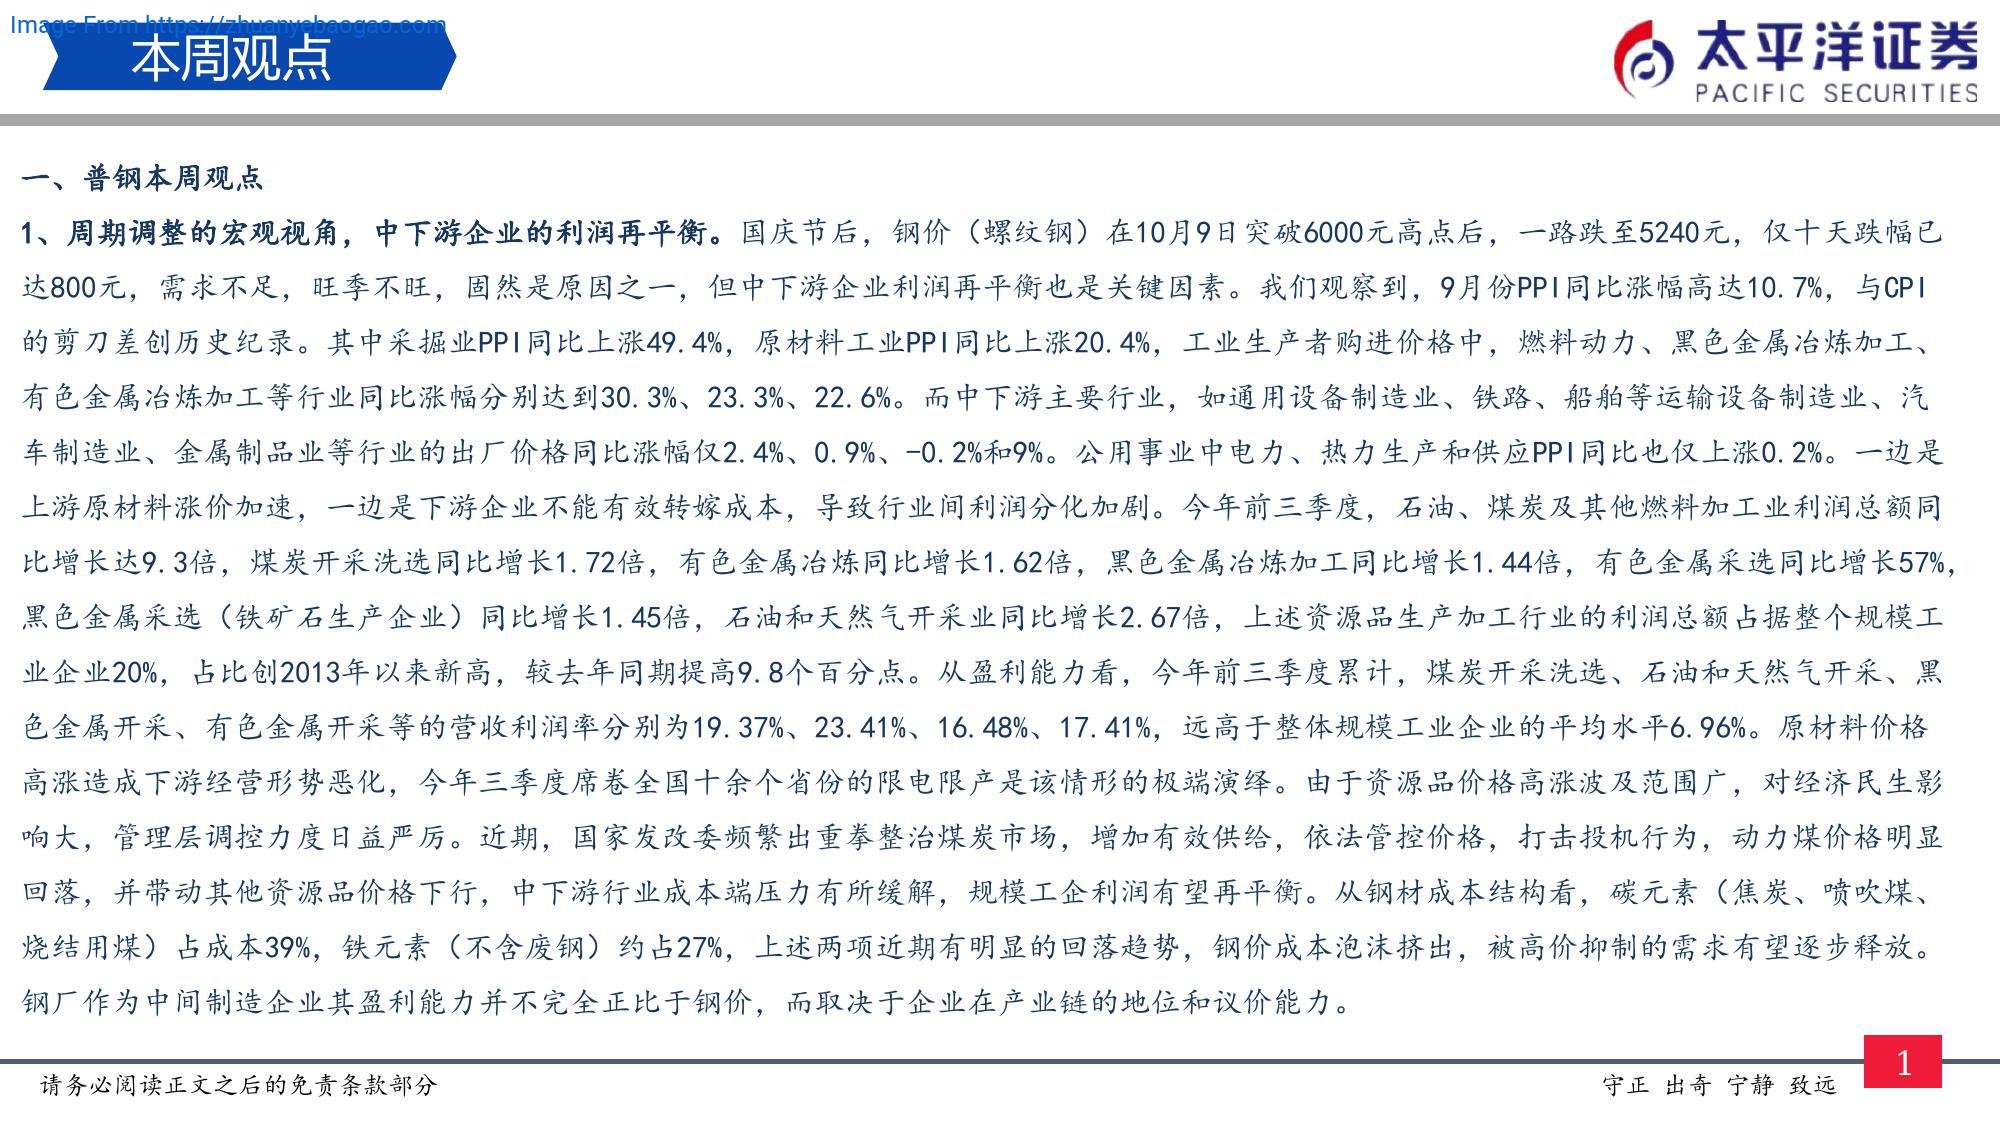 Image From https://zhuanyebaogao.com
本周观点
太平洋证券
PACIFIC SECURITIES
一、普钢本周观点
1、周期调整的宏观视角，中下游企业的利润再平衡。国庆节后，钢价（螺纹钢）在10月9日突破6000元高点后，一路跌至5240元，仅十天跌幅已
达800元，需求不足，旺季不旺，固然是原因之一，但中下游企业利润再平衡也是关键因素。我们观察到，9月份PPI同比涨幅高达10.7%，与CPI
的剪刀差创历史纪录。其中采掘业PPI同比上涨49.4%，原材料工业PPI同比上涨20.4%，工业生产者购进价格中，燃料动力、黑色金属冶炼加工、
有色金属冶炼加工等行业同比涨幅分别达到30.3%、23.3%、22.6%。而中下游主要行业，如通用设备制造业、铁路、船舶等运输设备制造业、汽
车制造业、金属制品业等行业的出厂价格同比涨幅仅2.4%、0.9%、-0.2%和9%。公用事业中电力、热力生产和供应PPI同比也仅上涨0.2%。一边是
上游原材料涨价加速，一边是下游企业不能有效转嫁成本，导致行业间利润分化加剧。今年前三季度，石油、煤炭及其他燃料加工业利润总额同
比增长达9.3倍，煤炭开采洗选同比增长1.72倍，有色金属冶炼同比增长1.62倍，黑色金属冶炼加工同比增长1.44倍，有色金属采选同比增长57%，
黑色金属采选（铁矿石生产企业）同比增长1.45倍，石油和天然气开采业同比增长2.67倍，上述资源品生产加工行业的利润总额占据整个规模工
业企业20%，占比创2013年以来新高，较去年同期提高9.8个百分点。从盈利能力看，今年前三季度累计，煤炭开采洗选、石油和天然气开采、黑
色金属开采、有色金属开采等的营收利润率分别为19.37%、23.41%、16.48%、17.41%，远高于整体规模工业企业的平均水平6.96%。原材料价格
高涨造成下游经营形势恶化，今年三季度席卷全国十余个省份的限电限产是该情形的极端演绎。由于资源品价格高涨波及范围广，对经济民生影
响大，管理层调控力度日益严厉。近期，国家发改委频繁出重拳整治煤炭市场，增加有效供给，依法管控价格，打击投机行为，动力煤价格明显
回落，并带动其他资源品价格下行，中下游行业成本端压力有所缓解，规模工企利润有望再平衡。从钢材成本结构看，碳元素（焦炭、喷吹煤、
烧结用煤）占成本39%，铁元素（不含废钢）约占27%，上述两项近期有明显的回落趋势，钢价成本泡沫挤出，被高价抑制的需求有望逐步释放。
钢厂作为中间制造企业其盈利能力并不完全正比于钢价，而取决于企业在产业链的地位和议价能力。
请务必阅读正文之后的免责条款部分
守正 出奇 宁静 致远
1